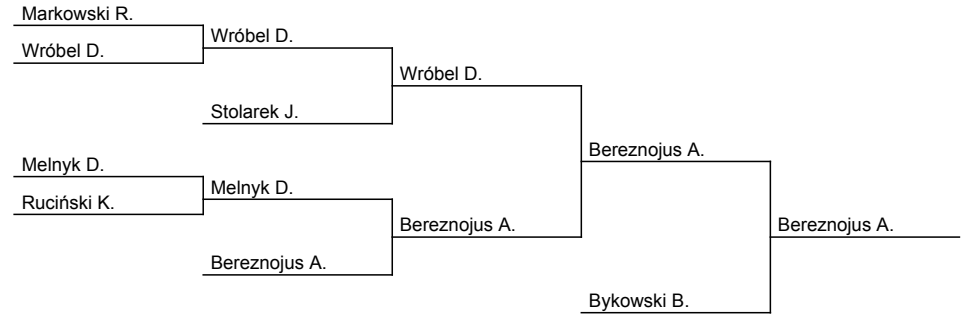 Markowski R.
Wróbel D.
Wróbel D.
Wróbel D.
Stolarek J.
Bereznojus A.
Melnyk D.
Melnyk D.
Ruciński K.
Bereznojus A.
Bereznojus A.
Bereznojus A.
Bykowski B.